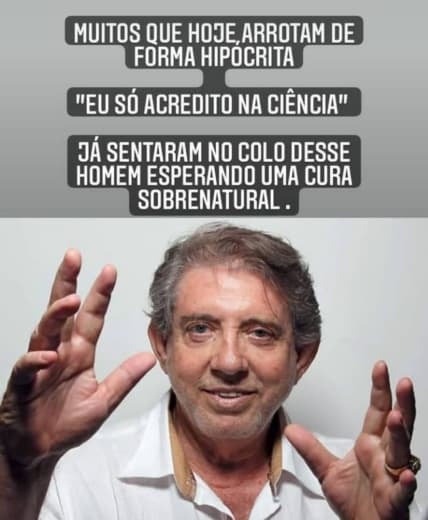 MUITOS QUE HOJE ARROTAM DE
FORMA HIPÓCRITA
"EU SÓ ACREDITO NA CIÊNCIA"
JÁ SENTARAM NO COLO DESSE
HOMEM ESPERANDO UMA CURA
SOBRENATURAL .